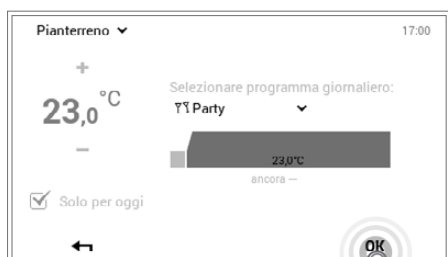 Pianterreno
17:00
+
23,0 °C
−
Selezionare programma giornaliero:
Party
23,0°C
ancora --
Solo per oggi
OK